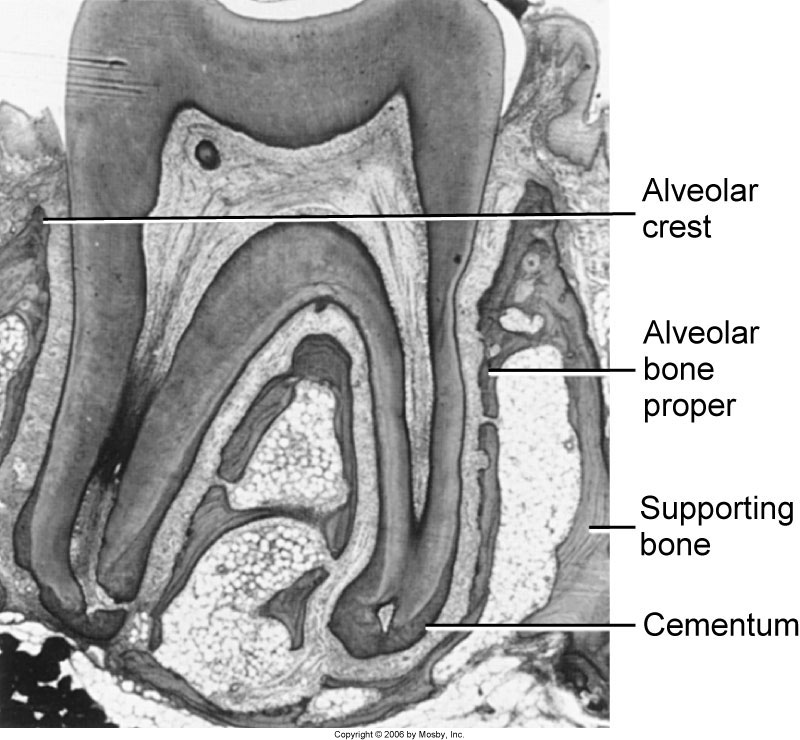 Alveolar
crest
Alveolar
bone
proper
Supporting
bone
Cementum
Copyright © 2006 by Mosby, Inc.